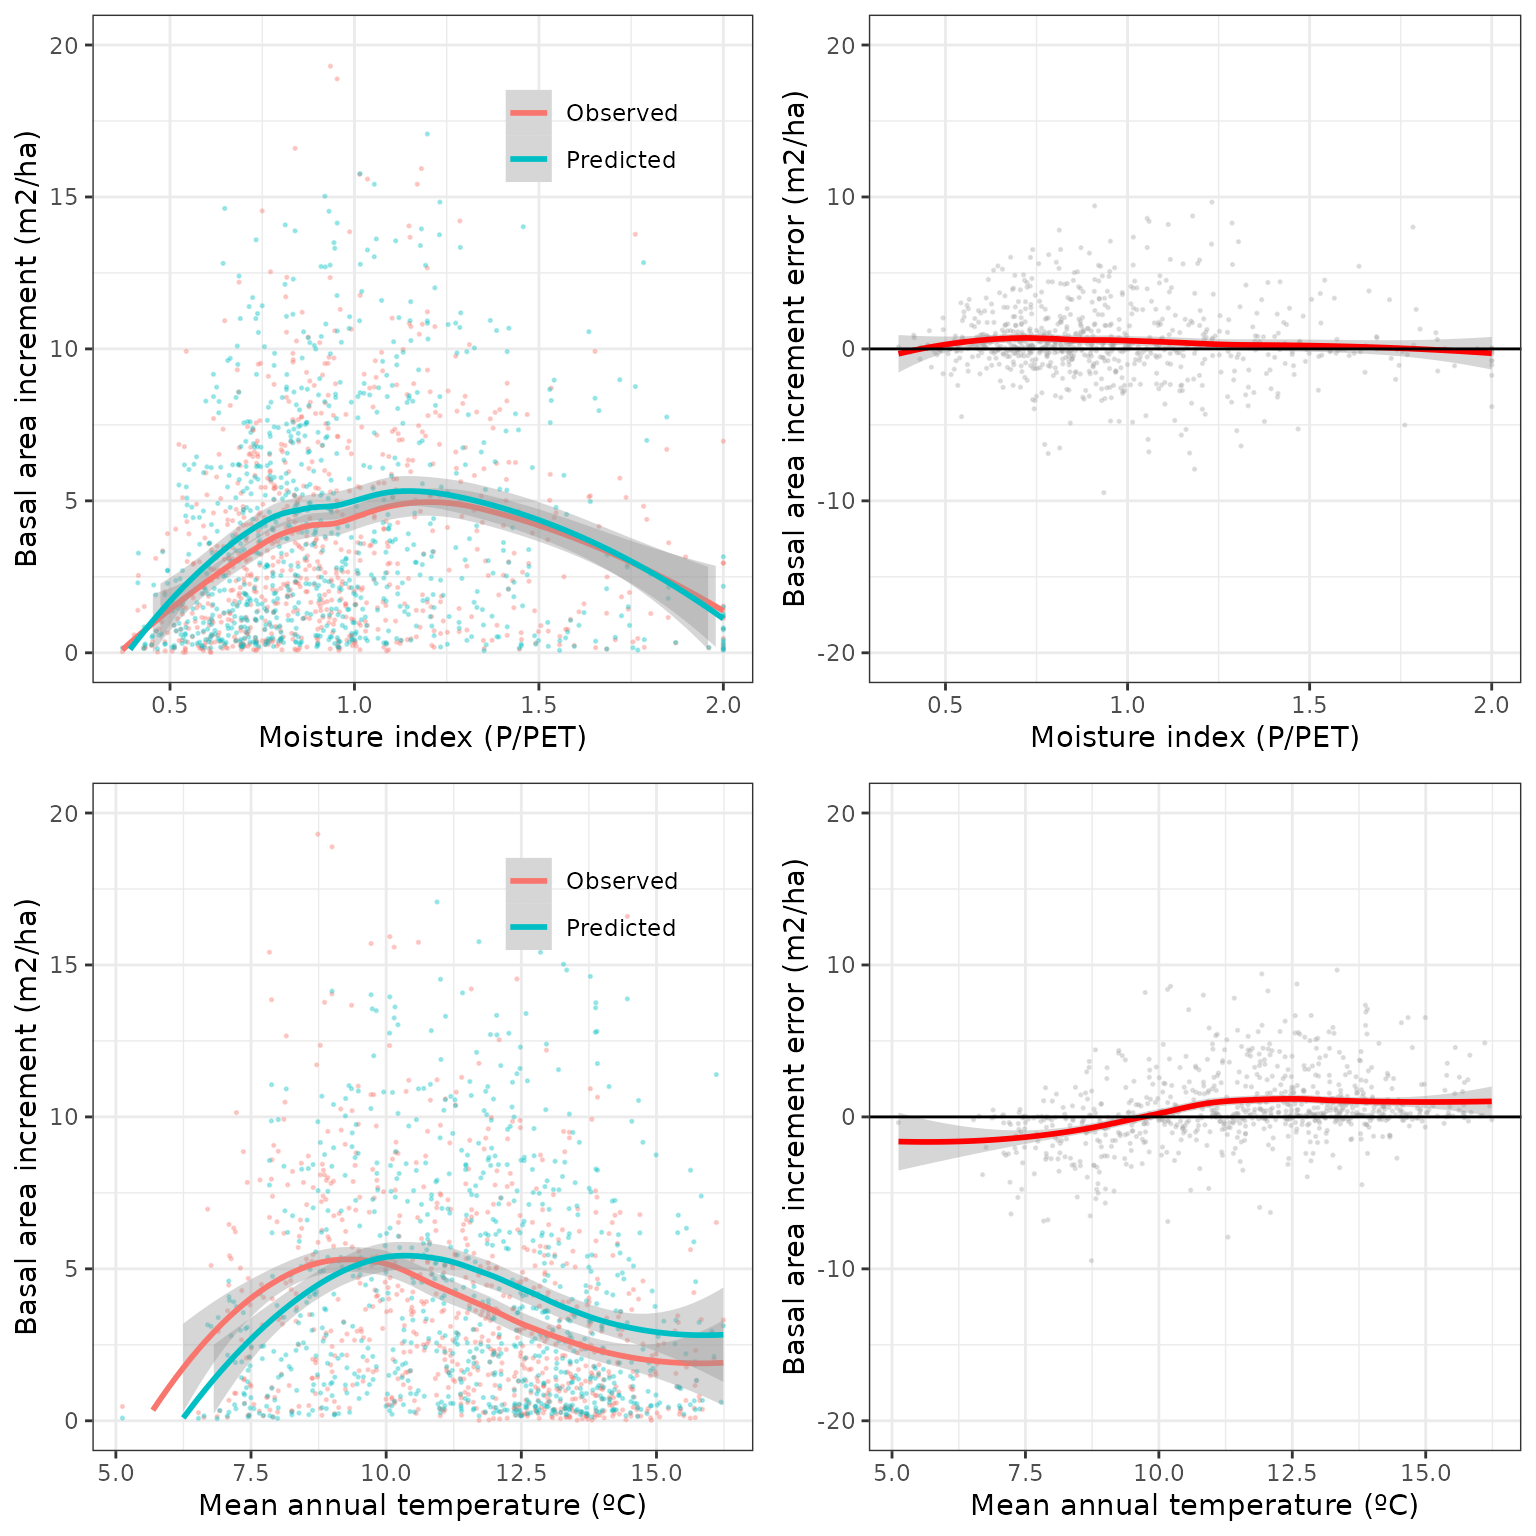 Basal area increment (m2/ha)
20
15
10
5
0
Observed
Predicted
0.5 1.0 1.5 2.0
Moisture index (P/PET)
Basal area increment error (m2/ha)
20
10
0
-10
-20
0.5 1.0 1.5 2.0
Moisture index (P/PET)
Basal area increment (m2/ha)
20
15
10
5
0
Observed
Predicted
5.0 7.5 10.0 12.5 15.0
Mean annual temperature (ºC)
Basal area increment error (m2/ha)
20
10
0
-10
-20
5.0 7.5 10.0 12.5 15.0
Mean annual temperature (ºC)